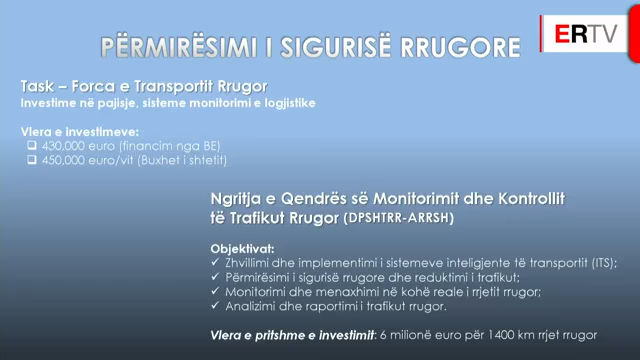 PËRMIRËSIMI I SIGURISË RRUGORE
ERTV
Task – Forca e Transportit Rrugor
Investime në pajisje, sisteme monitorimi e logjistike
Vlera e investimeve:
❑ 430,000 euro (financim nga BE)
❑ 450,000 euro/vit (Buxhet i shtetit)
Ngritja e Qendrës së Monitorimit dhe Kontrollit
të Trafikut Rrugor (DPSHTRR-ARRSH)
Objektivat:
✓ Zhvillimi dhe implementimi i sistemeve inteligjente të transportit (ITS);
✓ Përmirësimi i sigurisë rrugore dhe reduktimi i trafikut;
✓ Monitorimi dhe menaxhimi në kohë reale i rrjetit rrugor;
✓ Analizimi dhe raportimi i trafikut rrugor.
Vlera e pritshme e investimit: 6 milionë euro për 1400 km rrjet rrugor